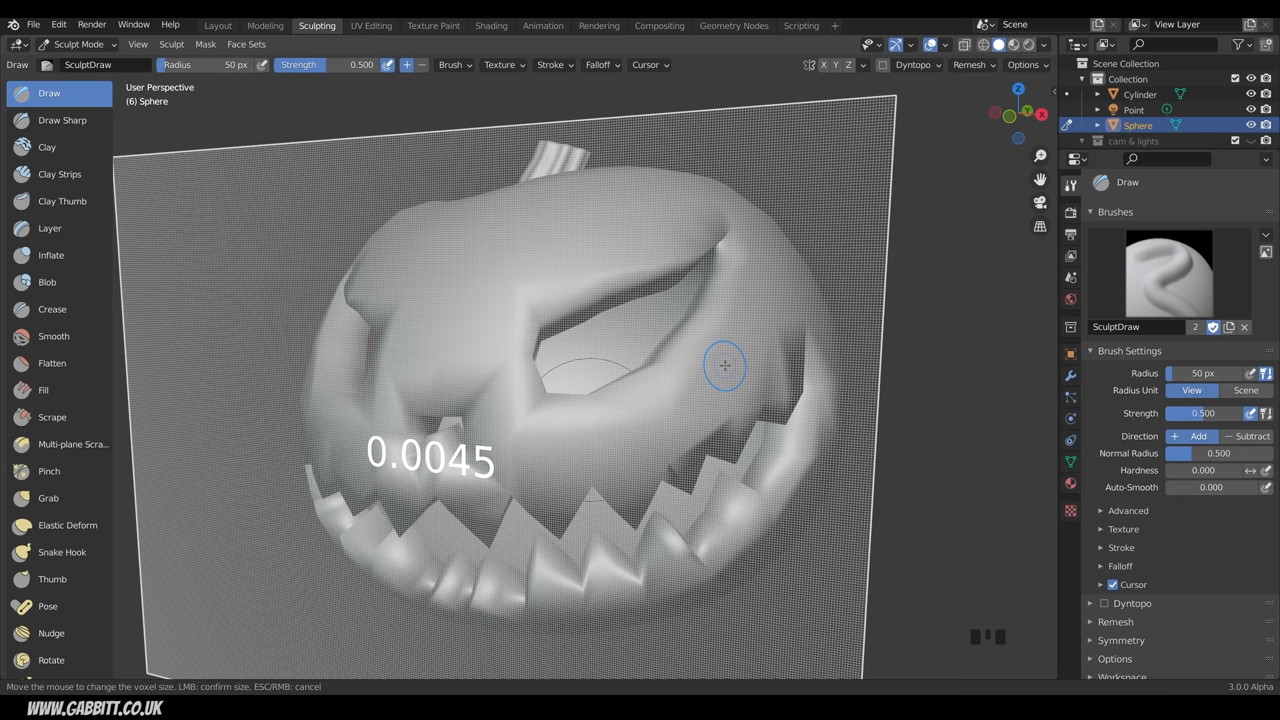 File Edit Render Window Help Layout Modeling Sculpting UV Editing Texture Paint Shading Animation Rendering Compositing Geometry Nodes Scripting + Scene View Layer
Sculpt Mode View Sculpt Mask Face Sets
Draw SculptDraw Radius 50 px Strength 0.500 + − Brush Texture Stroke Falloff Cursor X Y Z Dyntopo Remesh Options
Draw
Draw Sharp
Clay
Clay Strips
Clay Thumb
Layer
Inflate
Blob
Crease
Smooth
Flatten
Fill
Scrape
Multi-plane Scra...
Pinch
Grab
Elastic Deform
Snake Hook
Thumb
Pose
Nudge
Rotate
User Perspective
(6) Sphere
Z
Y
X
0.0045
Scene Collection
Collection
Cylinder
Point
Sphere
cam & lights
Draw
Brushes
SculptDraw 2
Brush Settings
Radius 50 px
Radius Unit View Scene
Strength 0.500
Direction + Add − Subtract
Normal Radius 0.500
Hardness 0.000
Auto-Smooth 0.000
Advanced
Texture
Stroke
Falloff
Cursor
Dyntopo
Remesh
Symmetry
Options
Workspace
Move the mouse to change the voxel size. LMB: confirm size, ESC/RMB: cancel
3.0.0 Alpha
WWW.GABBITT.CO.UK